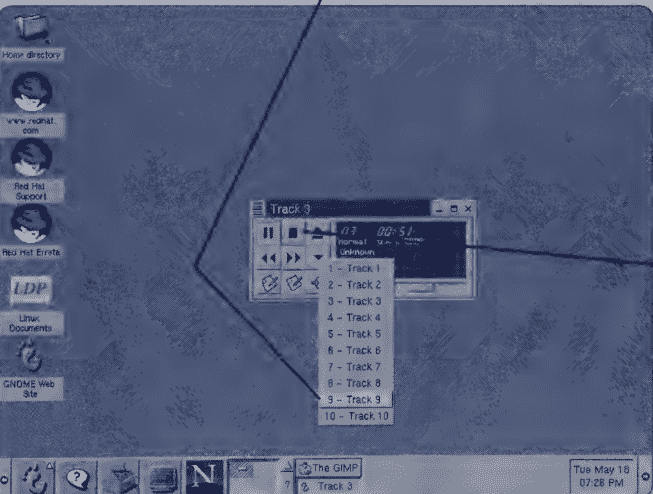 Home directory
www.redhat.
com
Red Hat
Support
Red Hat Errata
LDP
Linux
Documents
GNOME Web
Site
Track 3
03 00:51
Normal
Unknown
1 - Track 1
2 - Track 2
3 - Track 3
4 - Track 4
5 - Track 5
6 - Track 6
7 - Track 7
8 - Track 8
9 - Track 9
10 - Track 10
?
N
?
The GIMP
Track 3
Tue May 18
07:28 PM